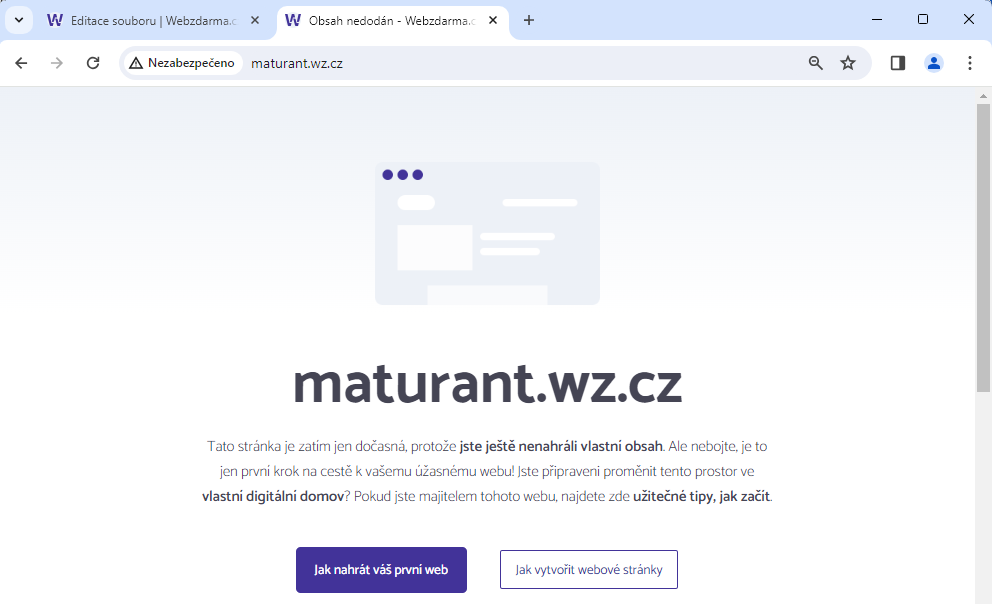 Editace souboru | Webzdarma.c
Obsah nedodán - Webzdarma.c
Nezabezpečeno
maturant.wz.cz
maturant.wz.cz
Tato stránka je zatím jen dočasná, protože jste ještě nenahráli vlastní obsah. Ale nebojte, je to
jen první krok na cestě k vašemu úžasnému webu! Jste připraveni proměnit tento prostor ve
vlastní digitální domov? Pokud jste majitelem tohoto webu, najdete zde užitečné tipy, jak začít.
Jak nahrát váš první web
Jak vytvořit webové stránky